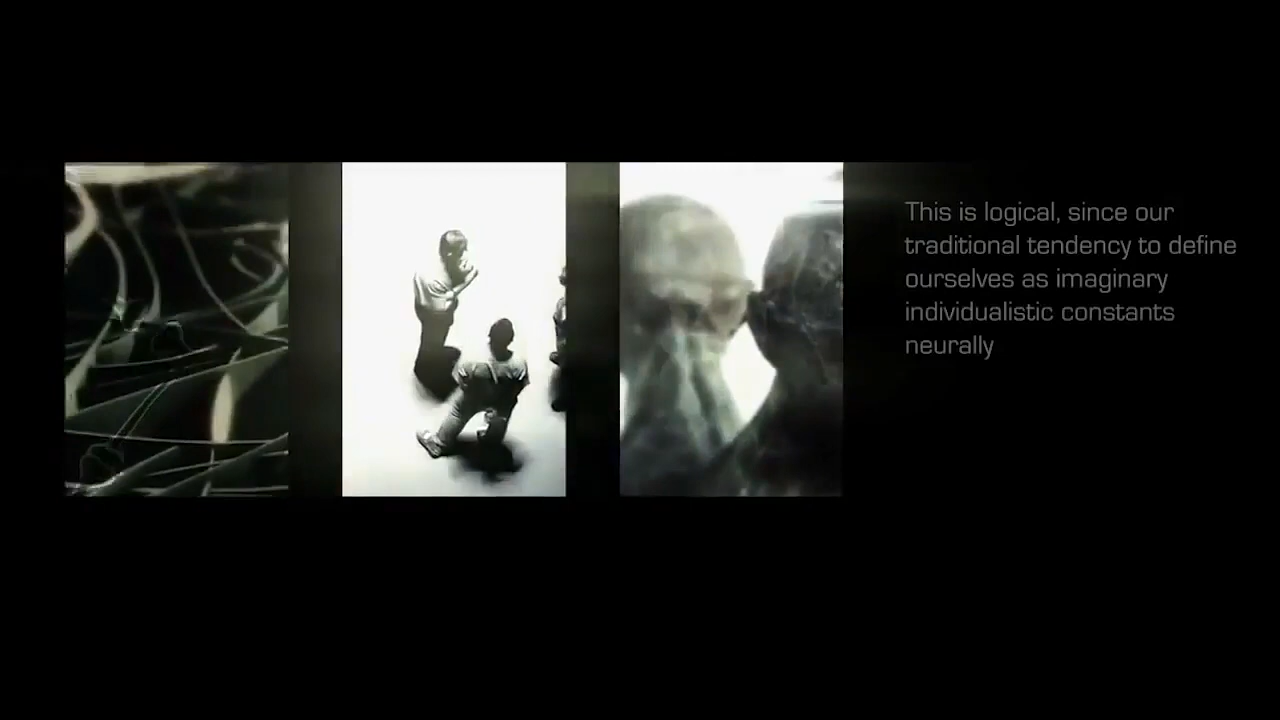 This is logical, since our
traditional tendency to define
ourselves as imaginary
individualistic constants
neurally